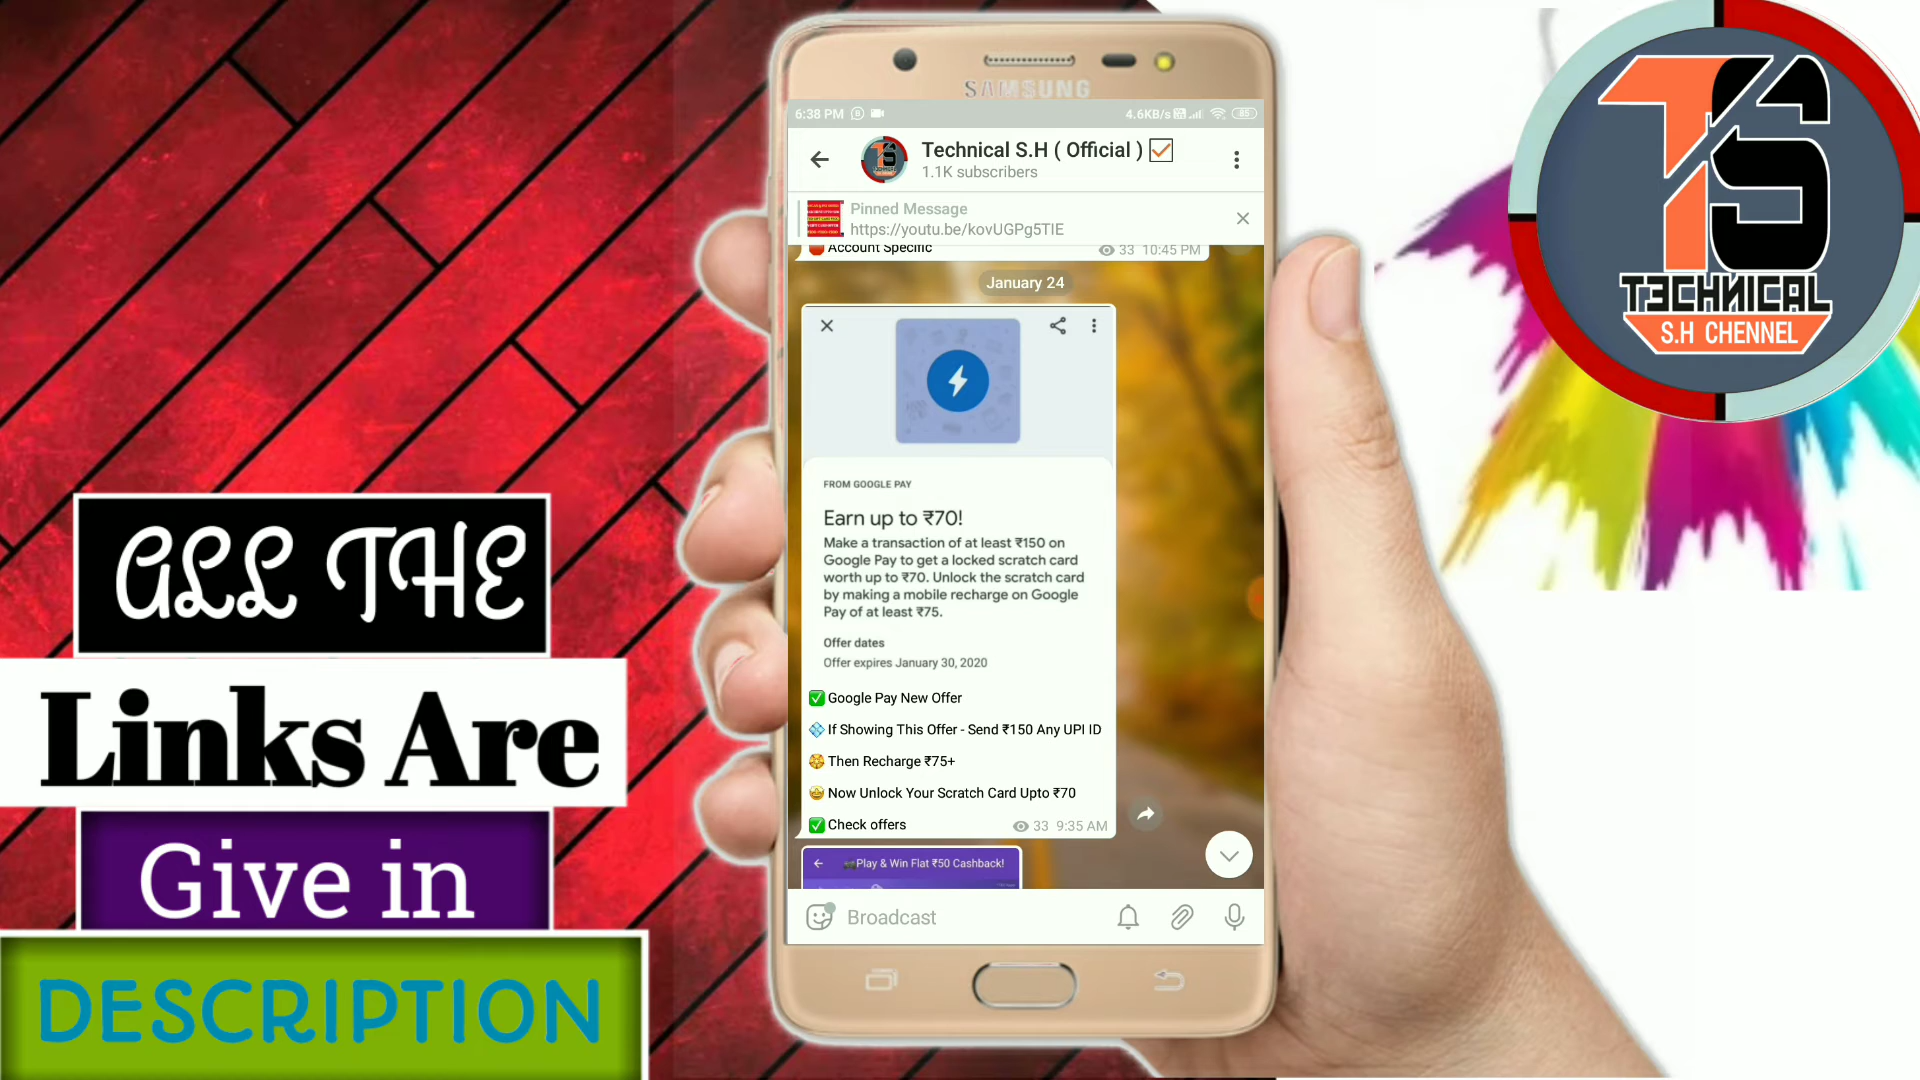 SAMSUNG
6:38 PM
4.6KB/s
85
Technical S.H ( Official )
1.1K subscribers
Pinned Message
https://youtu.be/kovUGPg5TIE
Account Specific
33 10:45 PM
January 24
FROM GOOGLE PAY
Earn up to ₹70!
Make a transaction of at least ₹150 on
Google Pay to get a locked scratch card
worth up to ₹70. Unlock the scratch card
by making a mobile recharge on Google
Pay of at least ₹75.
Offer dates
Offer expires January 30, 2020
✅ Google Pay New Offer
💠 If Showing This Offer - Send ₹150 Any UPI ID
🏵 Then Recharge ₹75+
🤩 Now Unlock Your Scratch Card Upto ₹70
✅ Check offers
33 9:35 AM
Play & Win Flat ₹50 Cashback!
Broadcast
ALL THE
Links Are
Give in
DESCRIPTION
TS
TECHNICAL
S.H CHENNEL